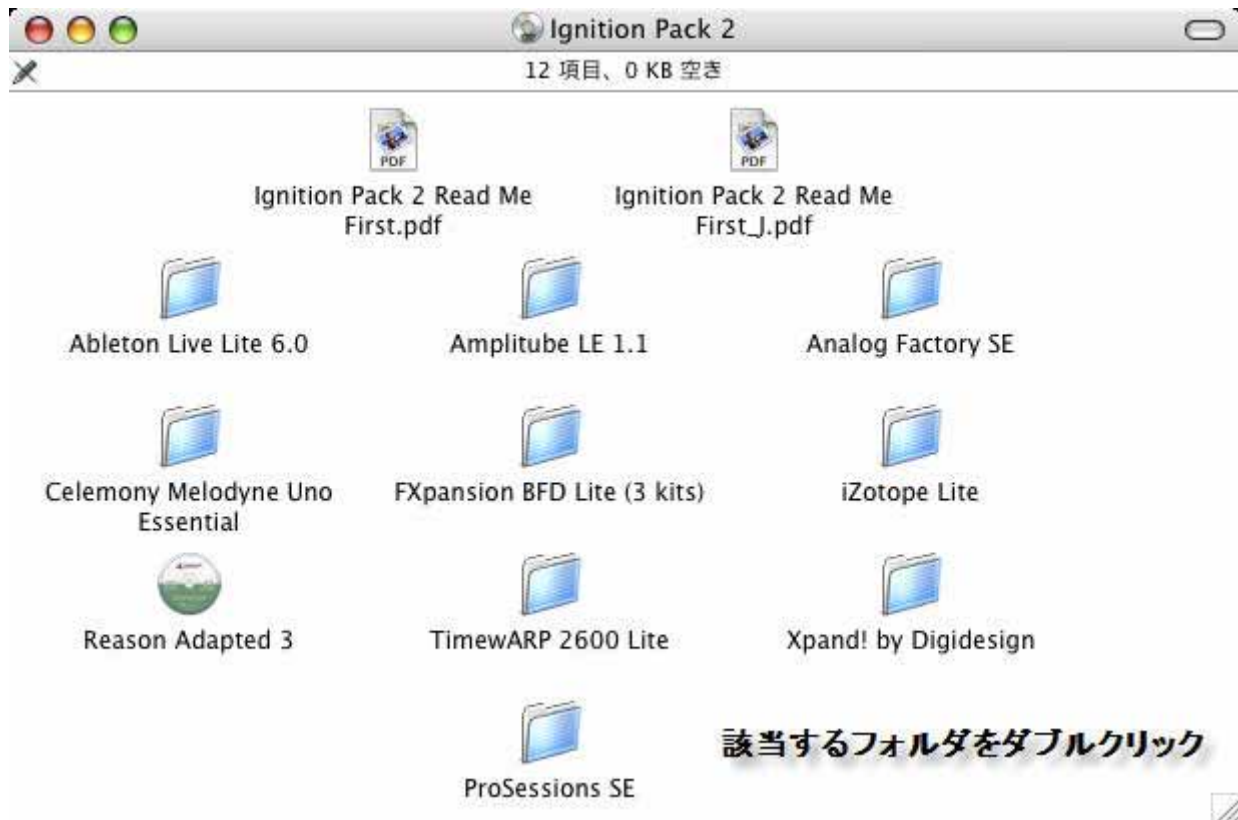 Ignition Pack 2
12 項目、0 KB 空き
PDF
PDF
Ignition Pack 2 Read Me
First.pdf
Ignition Pack 2 Read Me
First_J.pdf
Ableton Live Lite 6.0
Amplitube LE 1.1
Analog Factory SE
Celemony Melodyne Uno
Essential
FXpansion BFD Lite (3 kits)
iZotope Lite
Reason Adapted 3
TimewARP 2600 Lite
Xpand! by Digidesign
ProSessions SE
該当するフォルダをダブルクリック